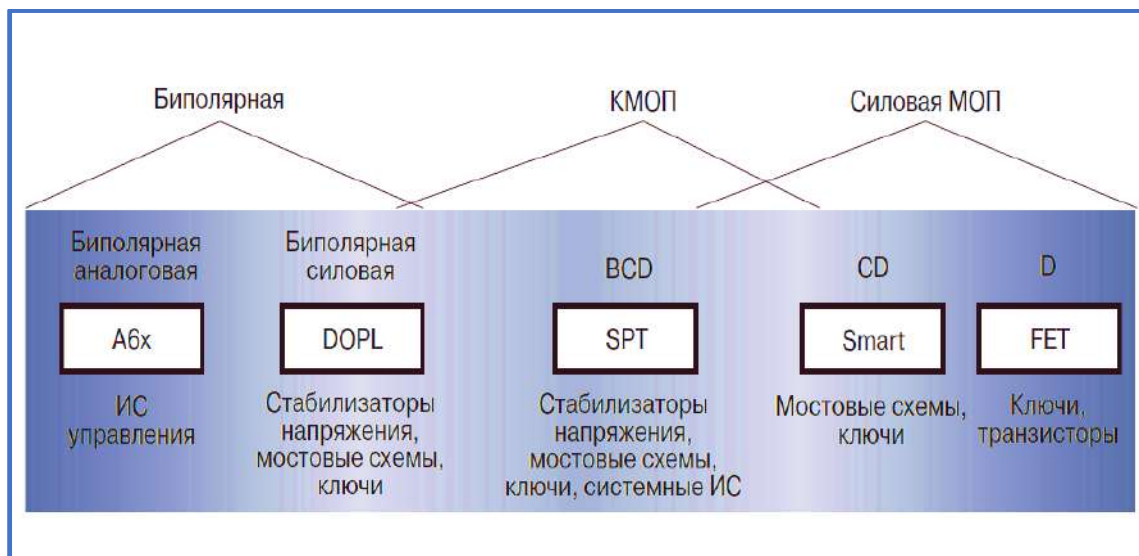 Биполярная
КМОП
Силовая МОП
Биполярная
аналоговая
A6x
ИС
управления
Биполярная
силовая
DOPL
Стабилизаторы
напряжения,
мостовые схемы,
ключи
BCD
SPT
Стабилизаторы
напряжения,
мостовые схемы,
ключи, системные ИС
CD
Smart
Мостовые схемы,
ключи
D
FET
Ключи,
транзисторы